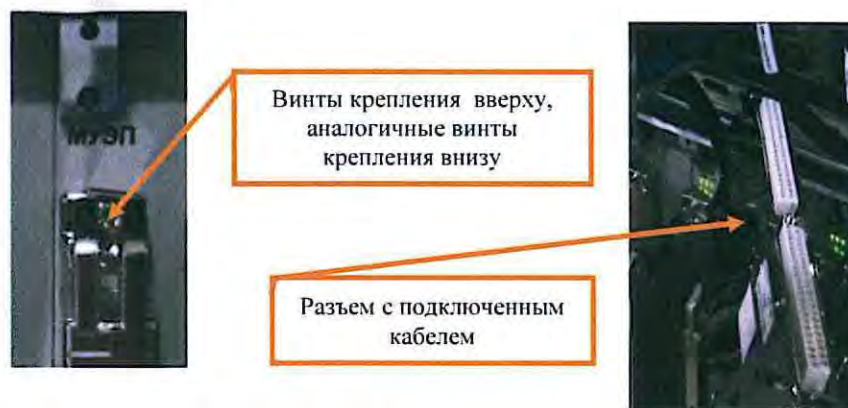 МУЭП
Винты крепления вверху,
аналогичные винты
крепления внизу
Разъем с подключенным
кабелем